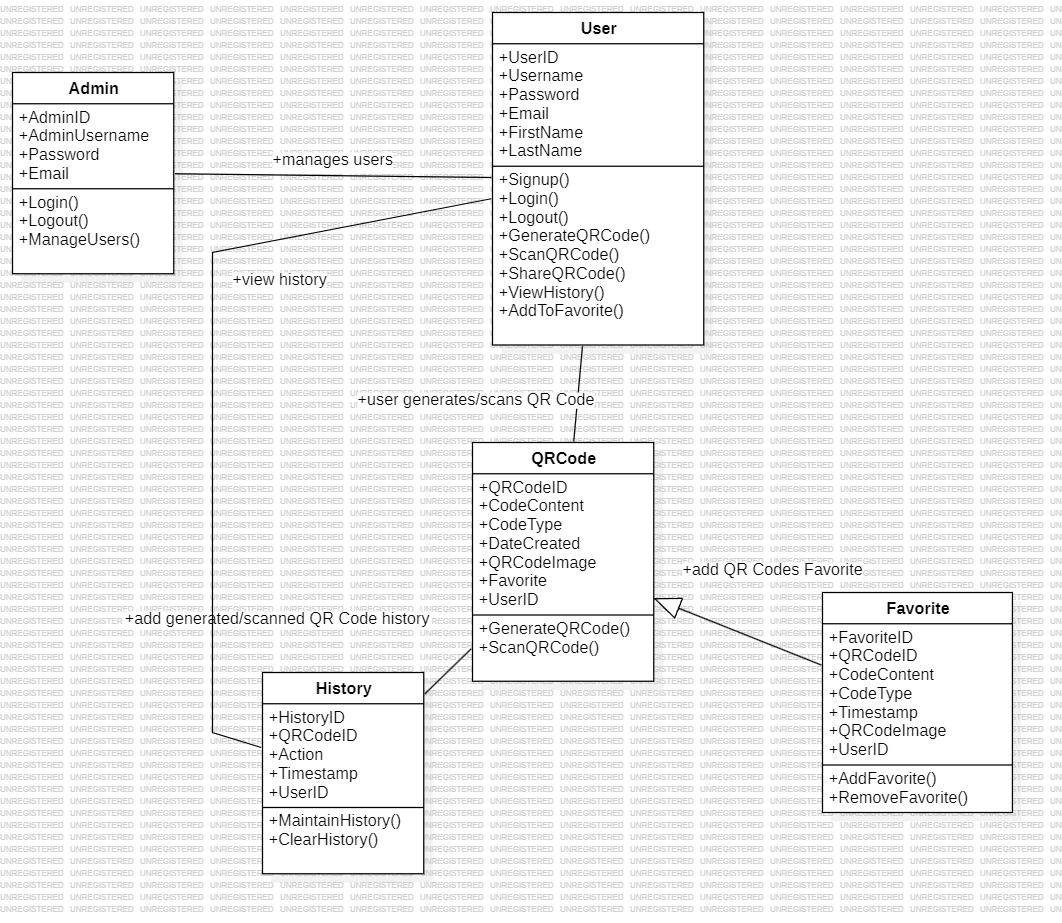 User
+UserID
+Username
+Password
+Email
+FirstName
+LastName
+Signup()
+Login()
+Logout()
+GenerateQRCode()
+ScanQRCode()
+ShareQRCode()
+ViewHistory()
+AddToFavorite()
Admin
+AdminID
+AdminUsername
+Password
+Email
+Login()
+Logout()
+ManageUsers()
+manages users
+view history
+user generates/scans QR Code
QRCode
+QRCodeID
+CodeContent
+CodeType
+DateCreated
+QRCodeImage
+Favorite
+UserID
+GenerateQRCode()
+ScanQRCode()
+add QR Codes Favorite
Favorite
+FavoriteID
+QRCodeID
+CodeContent
+CodeType
+Timestamp
+QRCodeImage
+UserID
+AddFavorite()
+RemoveFavorite()
+add generated/scanned QR Code history
History
+HistoryID
+QRCodeID
+Action
+Timestamp
+UserID
+MaintainHistory()
+ClearHistory()
UNREGISTERED